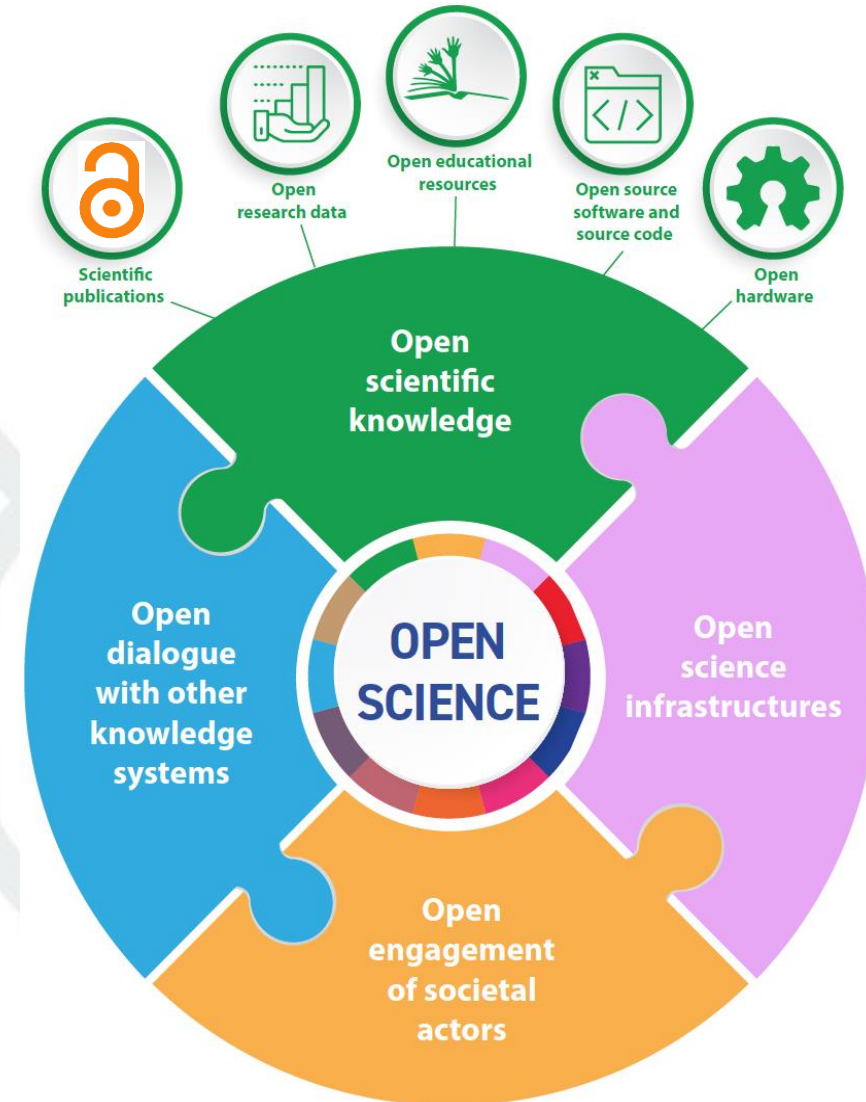 Scientific
publications
Open
research data
Open educational
resources
Open source
software and
source code
Open
hardware
Open
scientific
knowledge
Open
dialogue
with other
knowledge
systems
OPEN
SCIENCE
Open
science
infrastructures
Open
engagement
of societal
actors